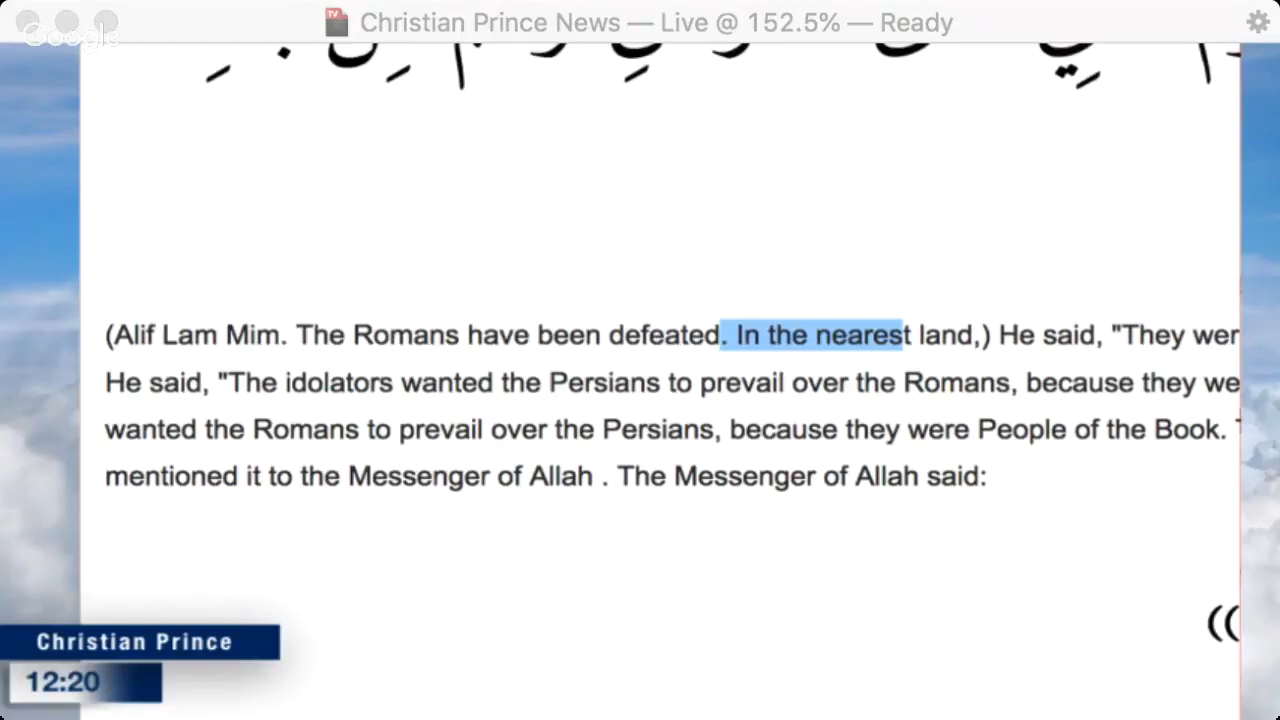 Christian Prince News — Live @ 152.5% — Ready
Google
(Alif Lam Mim. The Romans have been defeated. In the nearest land,) He said, "They wer
He said, "The idolators wanted the Persians to prevail over the Romans, because they we
wanted the Romans to prevail over the Persians, because they were People of the Book.
mentioned it to the Messenger of Allah . The Messenger of Allah said:
((
Christian Prince
12:20